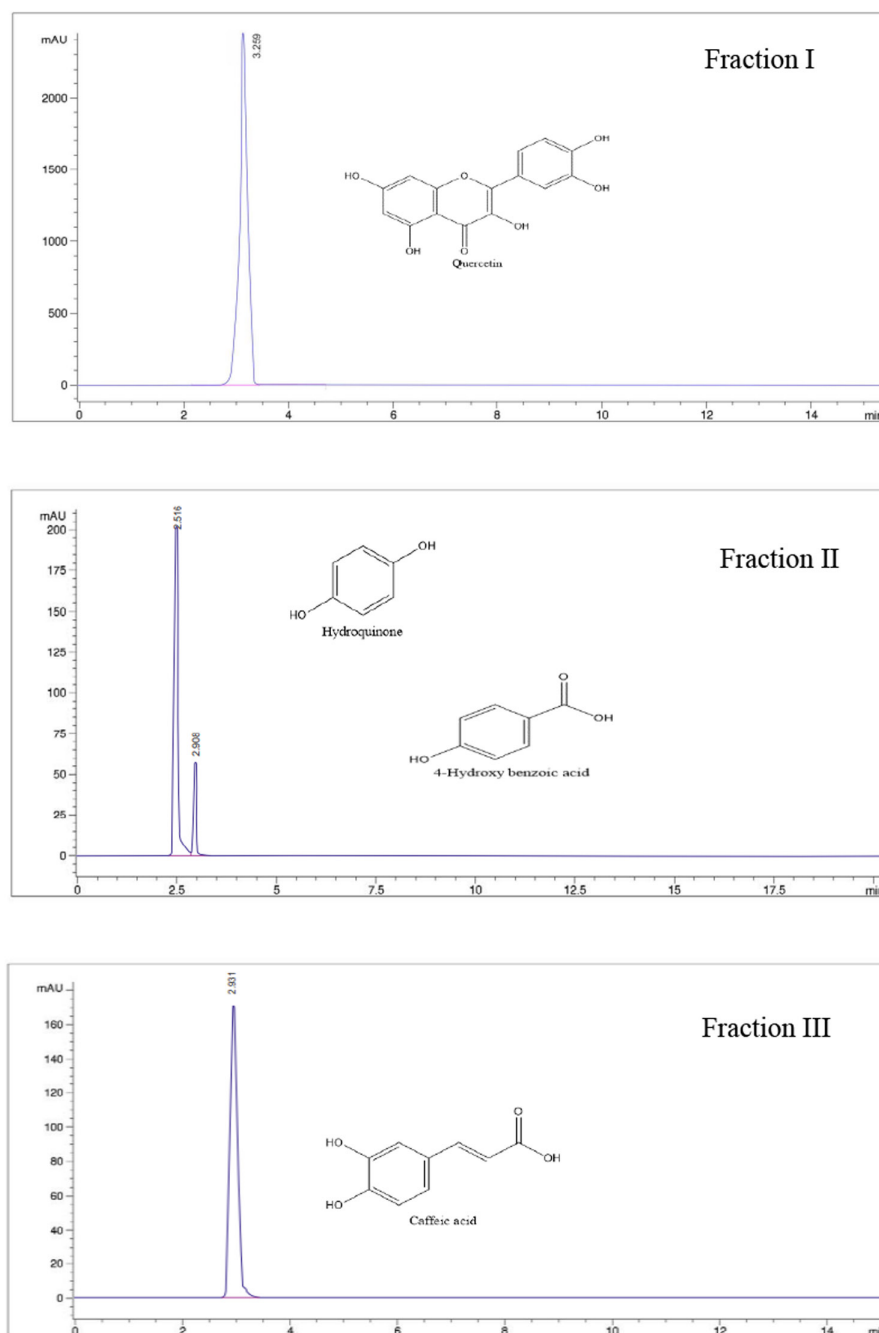 mAU
3.259
Fraction I
2000
1500
1000
500
0
OH
OH
HO
O
OH
OH
O
Quercetin
0 2 4 6 8 10 12 14 min
mAU
2.516
Fraction II
200
175
150
125
100
75
50
25
0
OH
HO
Hydroquinone
2.908
O
OH
HO
4-Hydroxy benzoic acid
0 2.5 5 7.5 10 12.5 15 17.5 min
mAU
2.931
Fraction III
160
140
120
100
80
60
40
20
0
O
HO
OH
HO
Caffeic acid
0 2 4 6 8 10 12 14 min